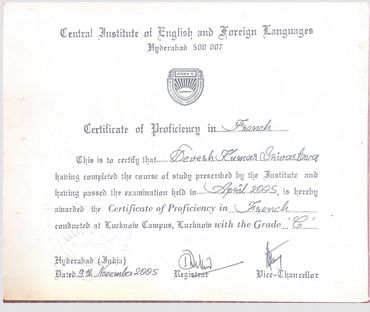 Central Institute of English and Foreign Languages
Hyderabad 500 007
Certificate of Proficiency in French
This is to certify that Devesh Kumar Srivastava
having completed the course of study prescribed by the Institute and
having passed the examination held in April 2005, is hereby
awarded the Certificate of Proficiency in French
conducted at Lucknow Campus, Lucknow with the Grade "C"
Hyderabad (India)
Dated 9th November 2005 Registrar Vice-Chancellor